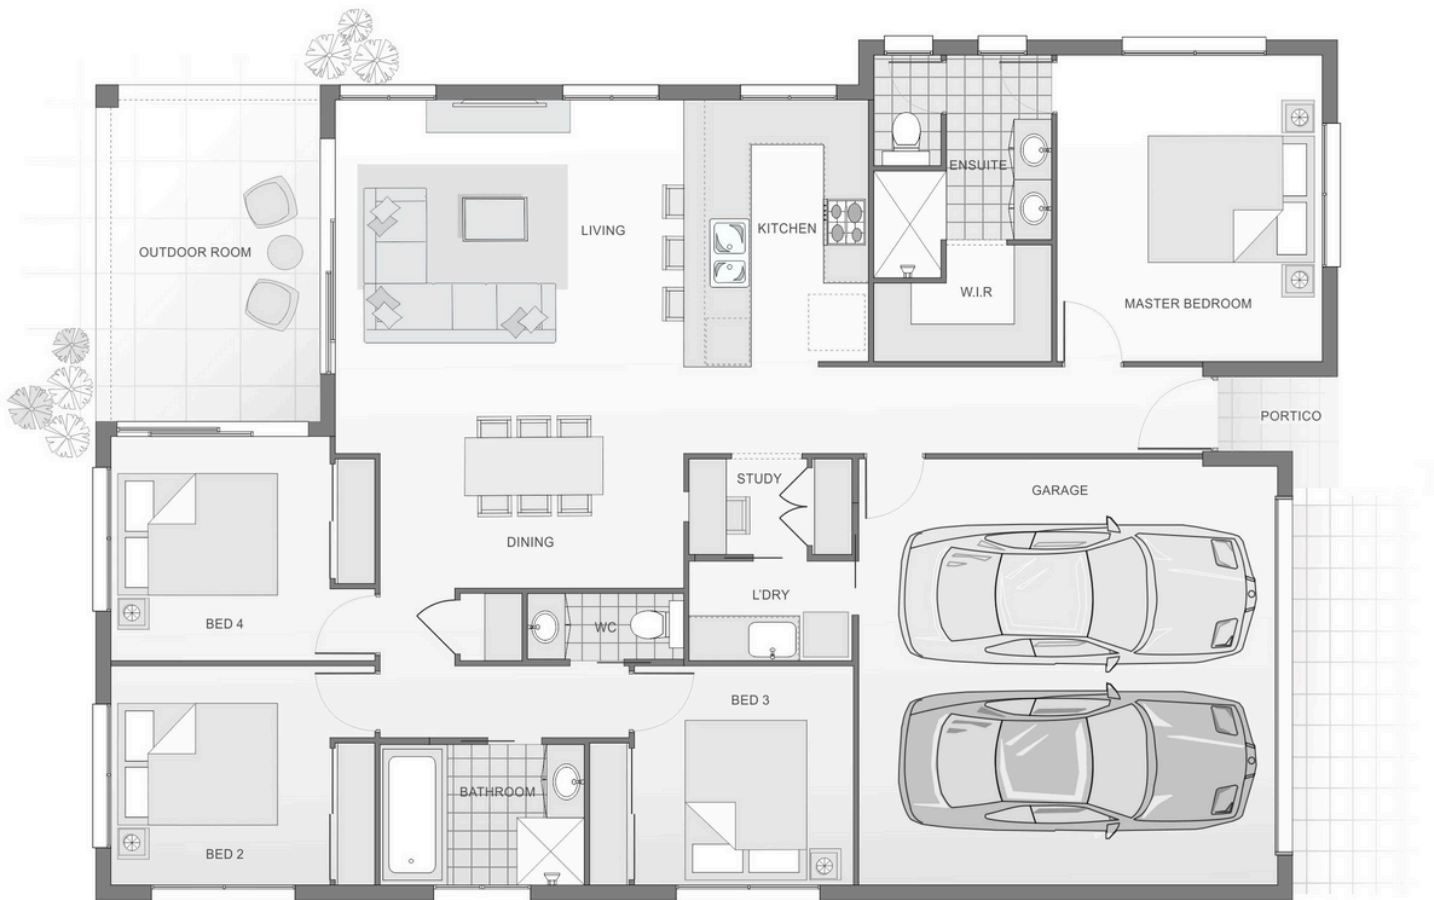 ENSUITE
LIVING
KITCHEN
OUTDOOR ROOM
W.I.R
MASTER BEDROOM
PORTICO
STUDY
GARAGE
DINING
L'DRY
BED 4
WC
BED 3
BATHROOM
BED 2